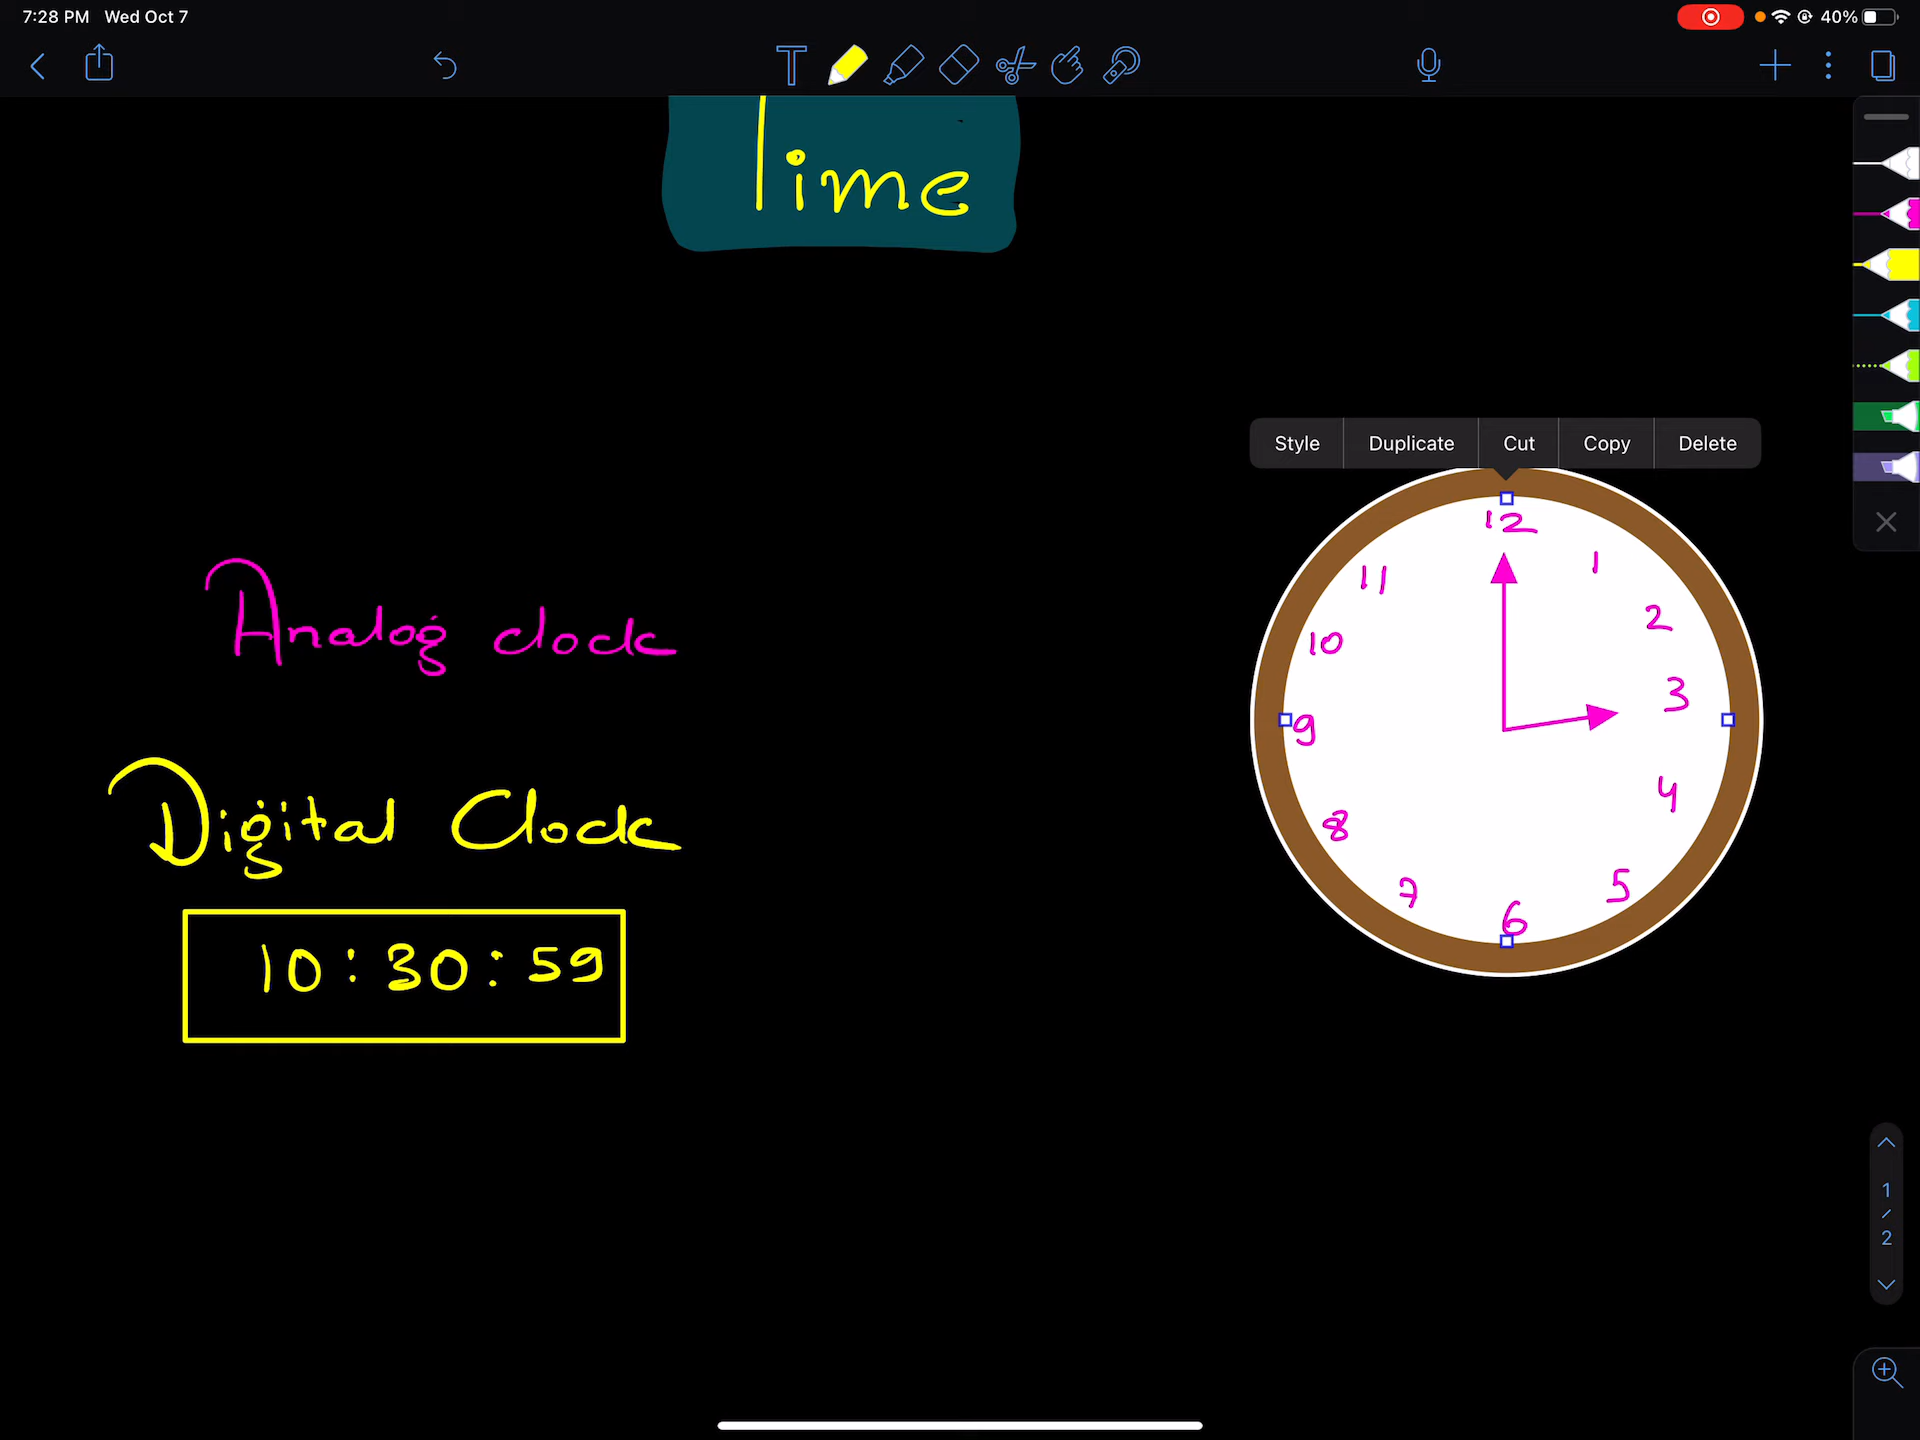 7:28 PM Wed Oct 7
40%
T
Time
Style Duplicate Cut Copy Delete
12
11 1
10 2
9 3
8 4
7 5
6
Analog clock
Digital Clock
10 : 30 : 59
1
/
2